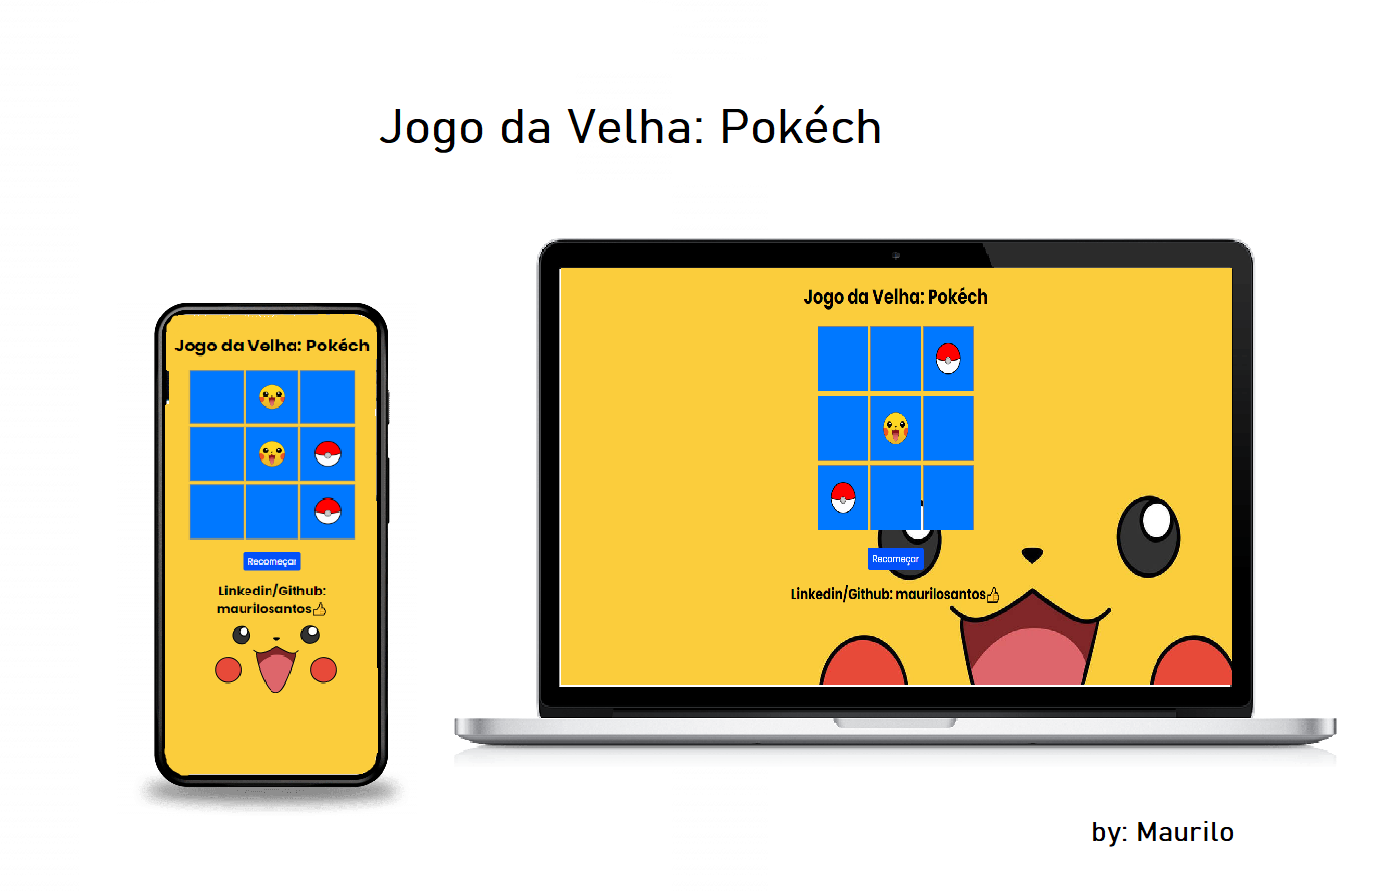 Jogo da Velha: Pokéch
Jogo da Velha: Pokéch
Recomeçar
Linkedin/Github:
maurilosantos👍
Jogo da Velha: Pokéch
Recomeçar
Linkedin/Github: maurilosantos👍
by: Maurilo